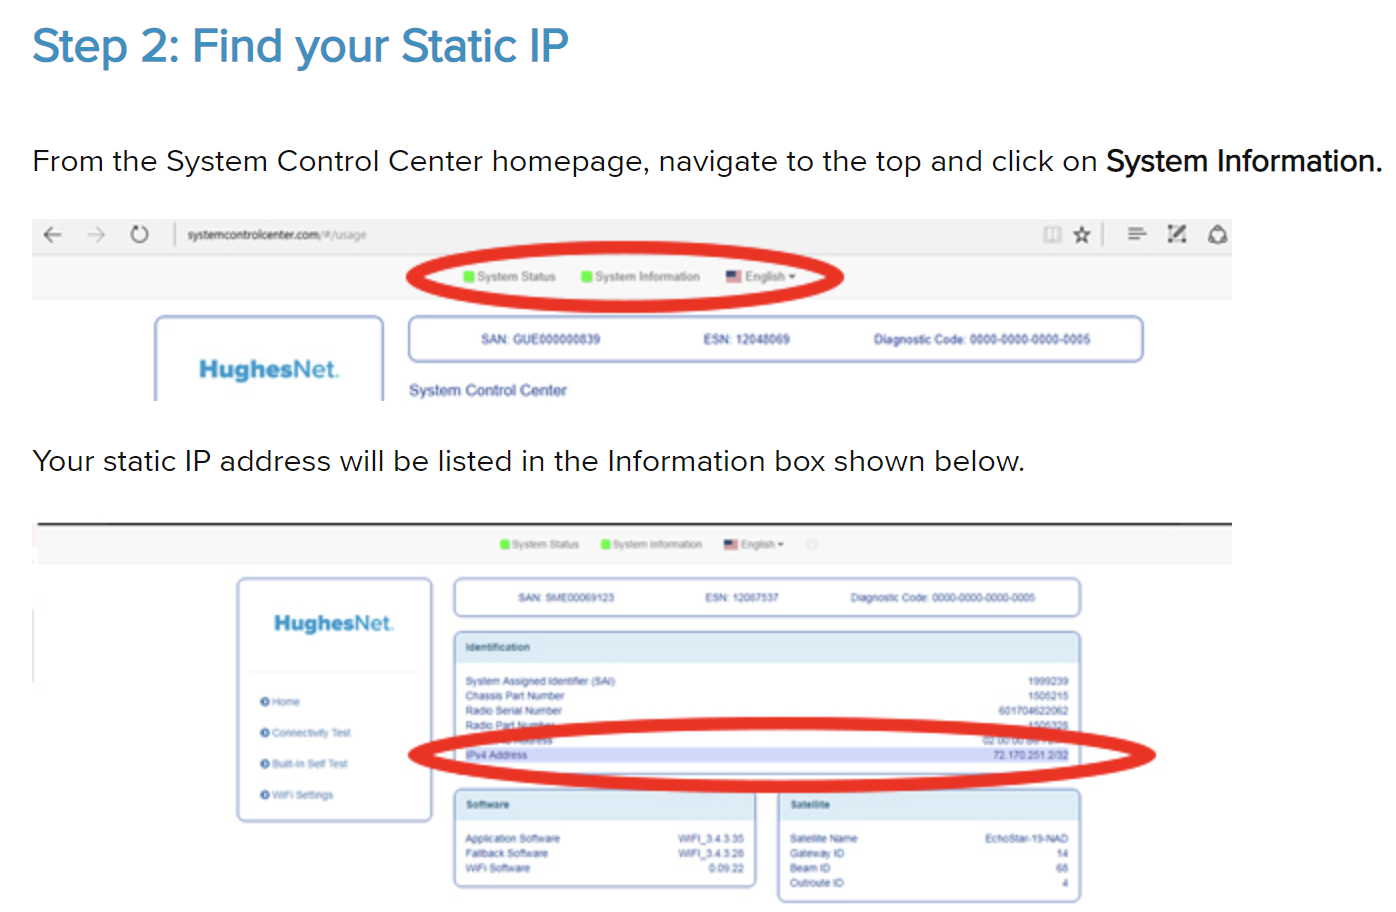 Step 2: Find your Static IP
From the System Control Center homepage, navigate to the top and click on System Information.
systemcontrolcenter.com/#/usage
System Status System Information English
SAN: GUE000000839 ESN: 12048069 Diagnostic Code: 0000-0000-0000-0005
HughesNet.
System Control Center
Your static IP address will be listed in the Information box shown below.
System Status System Information English
SAN: SME00069123 ESN: 12087537 Diagnostic Code: 0000-0000-0000-0005
HughesNet.
Home
Connectivity Test
Built-In Self Test
WiFi Settings
Identification
System Assigned Identifier (SAI) 1999239
Chassis Part Number 1505215
Radio Serial Number 601704622062
Radio Part Number 1505328
Address
IPv4 Address 72.170.251.2/32
Software
Application Software WIFI_3.4.3.35
Fallback Software WIFI_3.4.3.26
WiFi Software 0.09.22
Satellite
Satellite Name EchoStar-19-NAD
Gateway ID 14
Beam ID 68
Outroute ID 4